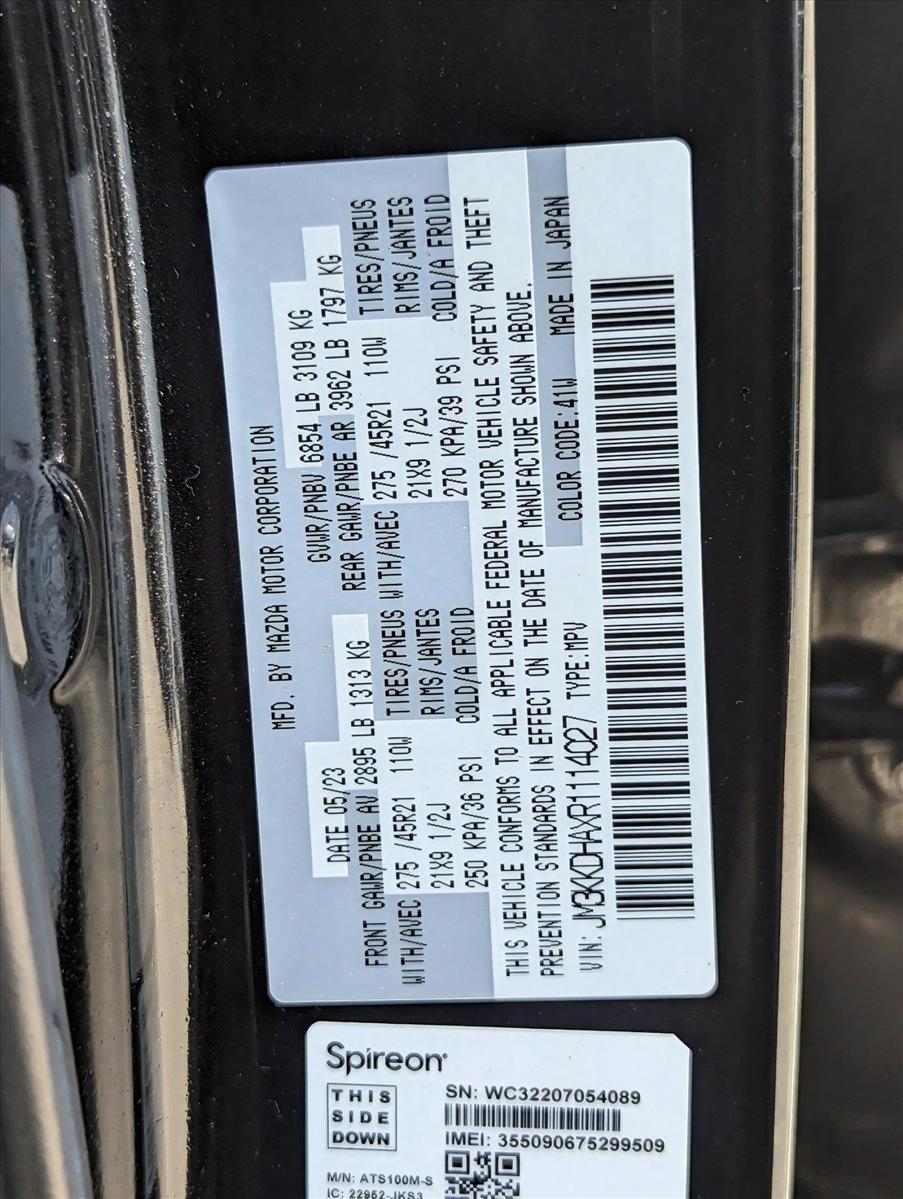 MFD. BY MAZDA MOTOR CORPORATION
DATE 05/23 GVWR/PNBV 6854 LB 3109 KG
FRONT GAWR/PNBE AV 2895 LB 1313 KG REAR GAWR/PNBE AR 3962 LB 1797 KG
WITH/AVEC 275 /45R21 110W TIRES/PNEUS WITH/AVEC 275 /45R21 110W TIRES/PNEUS
21X9 1/2J RIMS/JANTES 21X9 1/2J RIMS/JANTES
250 KPA/36 PSI COLD/A FROID 270 KPA/39 PSI COLD/A FROID
THIS VEHICLE CONFORMS TO ALL APPLICABLE FEDERAL MOTOR VEHICLE SAFETY AND THEFT
PREVENTION STANDARDS IN EFFECT ON THE DATE OF MANUFACTURE SHOWN ABOVE.
VIN: JM3KKDHAXR1114027 TYPE:MPV COLOR CODE:41W MADE IN JAPAN
Spireon
THIS
SIDE
DOWN
SN: WC32207054089
IMEI: 355090675299509
M/N: ATS100M-S
IC: 22952-JKS3